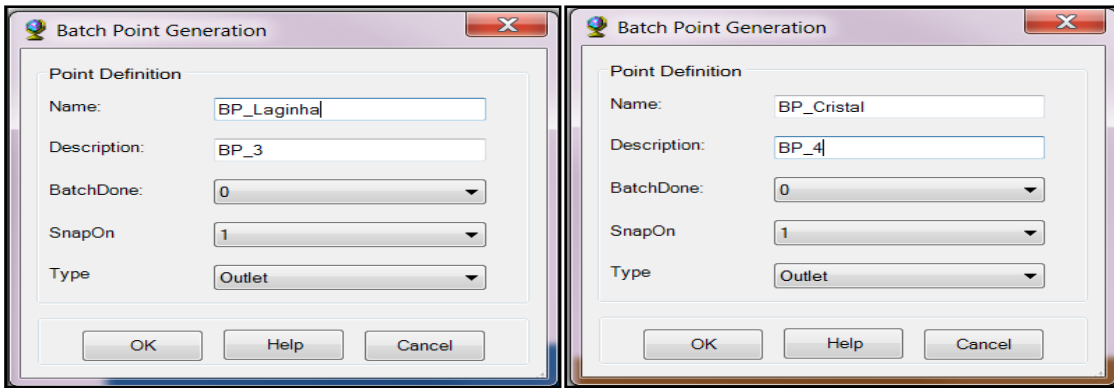 Batch Point Generation
Point Definition
Name: BP_Laginha
Description: BP_3
BatchDone: 0
SnapOn 1
Type Outlet
OK Help Cancel
Batch Point Generation
Point Definition
Name: BP_Cristal
Description: BP_4
BatchDone: 0
SnapOn 1
Type Outlet
OK Help Cancel